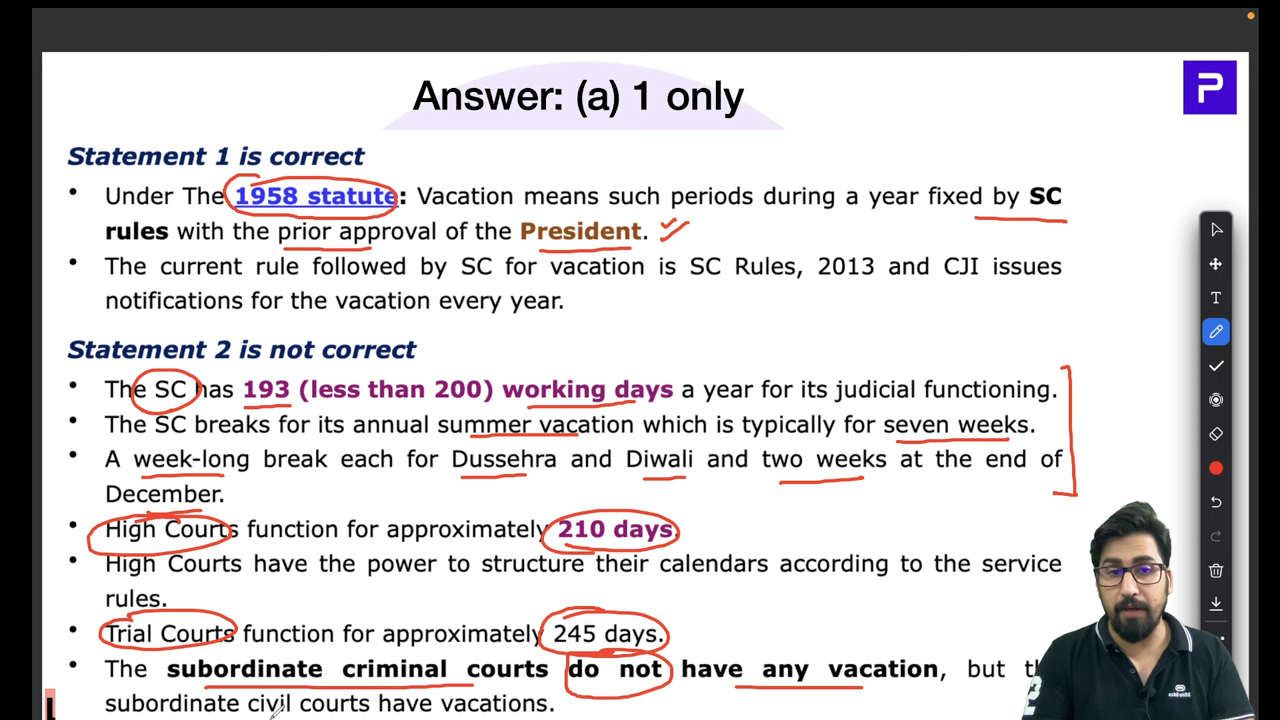 Answer: (a) 1 only
P
Statement 1 is correct
• Under The 1958 statute: Vacation means such periods during a year fixed by SC
rules with the prior approval of the President.
• The current rule followed by SC for vacation is SC Rules, 2013 and CJI issues
notifications for the vacation every year.
Statement 2 is not correct
• The SC has 193 (less than 200) working days a year for its judicial functioning.
• The SC breaks for its annual summer vacation which is typically for seven weeks.
• A week-long break each for Dussehra and Diwali and two weeks at the end of
December.
• High Courts function for approximately 210 days.
• High Courts have the power to structure their calendars according to the service
rules.
• Trial Courts function for approximately 245 days.
• The subordinate criminal courts do not have any vacation, but
subordinate civil courts have vacations.
T
2